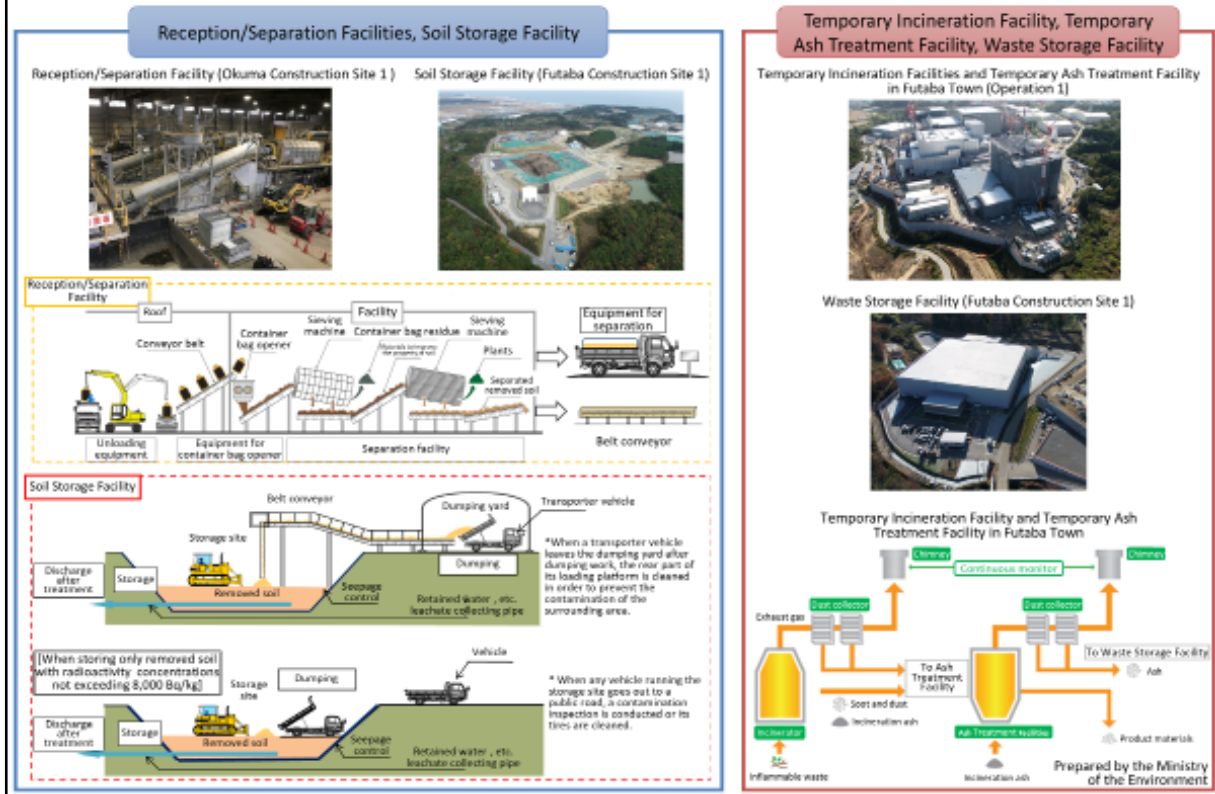 Reception/Separation Facilities, Soil Storage Facility
Reception/Separation Facility (Okuma Construction Site 1 )
Soil Storage Facility (Futaba Construction Site 1)
Reception/Separation
Facility
Roof
Facility
Conveyor belt
Container
bag opener
Sieving
machine
Container bag residue
Materials to improve
the property of soil
Sieving
machine
Plants
Separated
removed soil
Equipment for
separation
Belt conveyor
Unloading
equipment
Equipment for
container bag opener
Separation facility
Soil Storage Facility
Belt conveyor
Dumping yard
Transporter vehicle
Storage site
Dumping
Discharge
after
treatment
Storage
Removed soil
Seepage
control
Retained water , etc.
leachate collecting pipe
*When a transporter vehicle
leaves the dumping yard after
dumping work, the rear part of
its loading platform is cleaned
in order to prevent the
contamination of the
surrounding area.
[When storing only removed soil
with radioactivity concentrations
not exceeding 8,000 Bq/kg]
Storage
site
Dumping
Vehicle
Discharge
after
treatment
Storage
Removed soil
Seepage
control
Retained water , etc.
leachate collecting pipe
* When any vehicle running the
storage site goes out to a
public road, a contamination
inspection is conducted or its
tires are cleaned.
Temporary Incineration Facility, Temporary
Ash Treatment Facility, Waste Storage Facility
Temporary Incineration Facilities and Temporary Ash Treatment Facility
in Futaba Town (Operation 1)
Waste Storage Facility (Futaba Construction Site 1)
Temporary Incineration Facility and Temporary Ash
Treatment Facility in Futaba Town
Chimney
Continuous monitor
Chimney
Dust collector
Dust collector
Exhaust gas
To Ash
Treatment
Facility
To Waste Storage Facility
Ash
Soot and dust
Incineration ash
Incinerator
Ash Treatment Facilities
Product materials
Inflammable waste
Incineration ash
Prepared by the Ministry
of the Environment